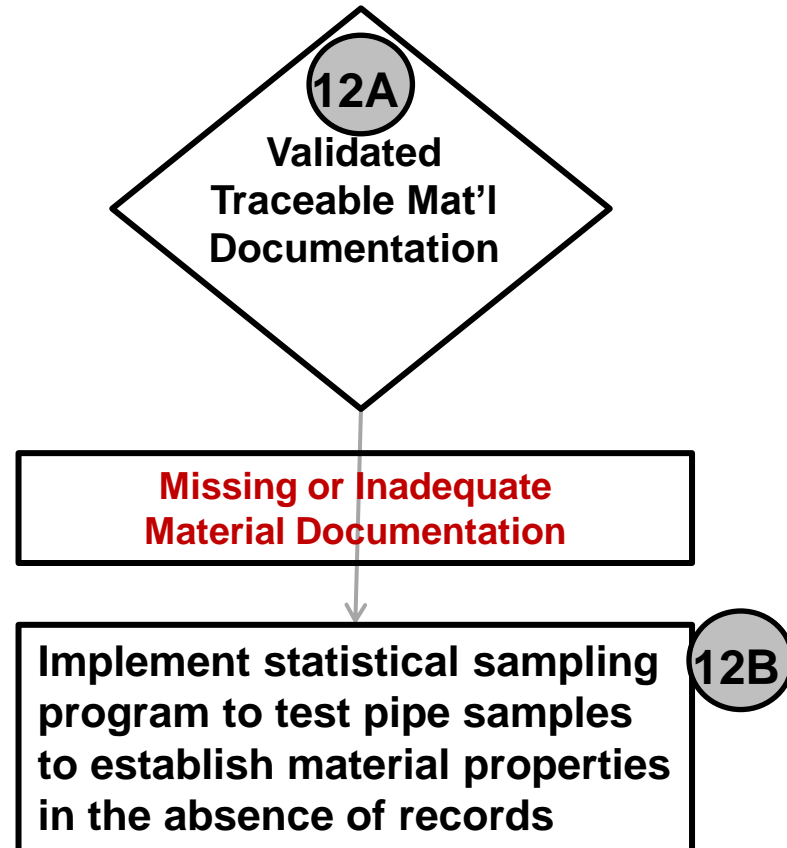 12A
Validated
Traceable Mat’l
Documentation
Missing or Inadequate
Material Documentation
Implement statistical sampling
program to test pipe samples
to establish material properties
in the absence of records
12B